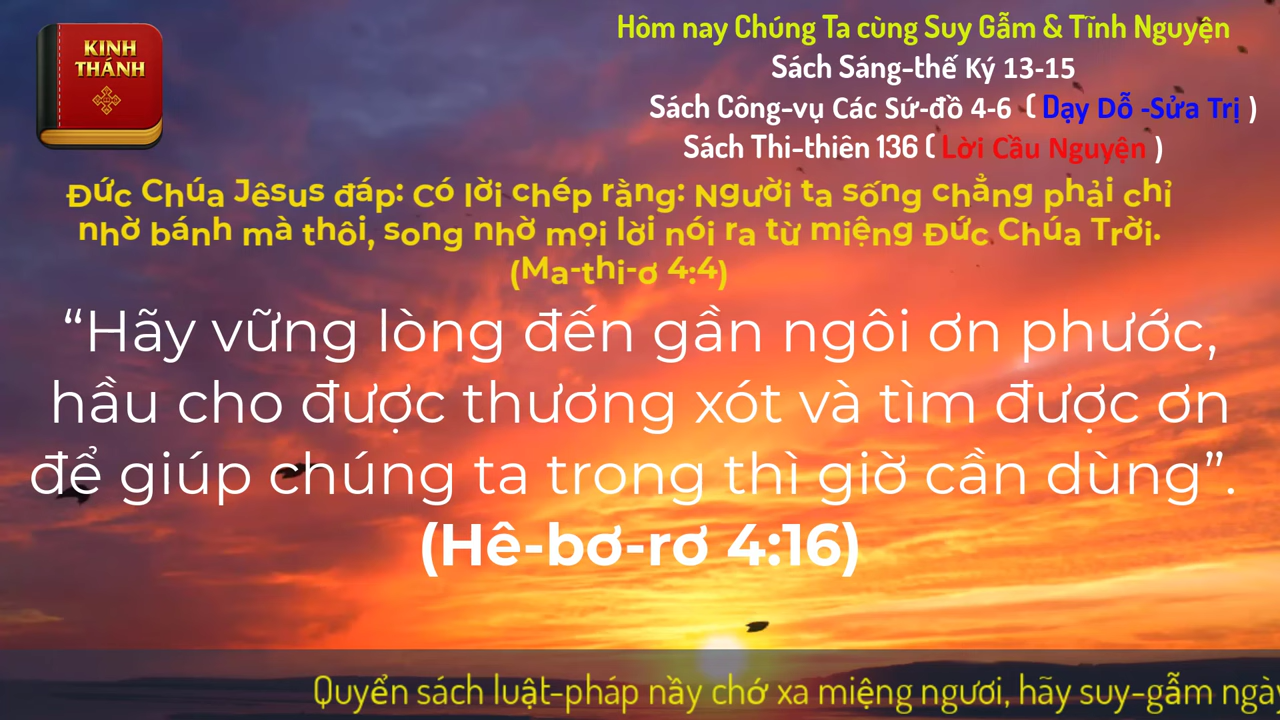 KINH
THÁNH
Hôm nay Chúng Ta cùng Suy Gẫm & Tĩnh Nguyện
Sách Sáng-thế Ký 13-15
Sách Công-vụ Các Sứ-đồ 4-6 ( Dạy Dỗ -Sửa Trị )
Sách Thi-thiên 136 ( Lời Cầu Nguyện )
Đức Chúa Jêsus đáp: Có lời chép rằng: Người ta sống chẳng phải chỉ
nhờ bánh mà thôi, song nhờ mọi lời nói ra từ miệng Đức Chúa Trời.
(Ma-thi-ơ 4:4)
“Hãy vững lòng đến gần ngôi ơn phước,
hầu cho được thương xót và tìm được ơn
để giúp chúng ta trong thì giờ cần dùng”.
(Hê-bơ-rơ 4:16)
Quyển sách luật-pháp nầy chớ xa miệng ngươi, hãy suy-gẫm ngày